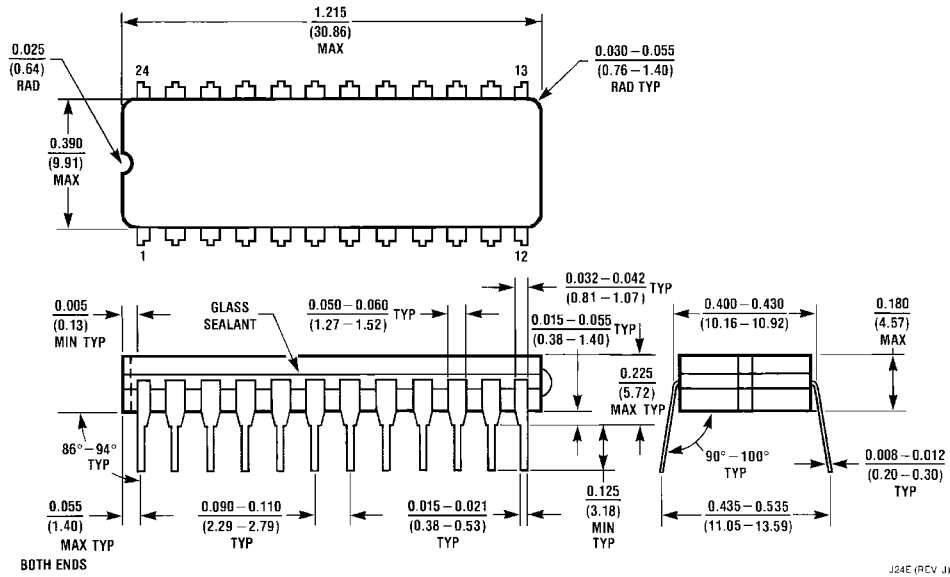 1.215
(30.86)
MAX
0.025
(0.64)
RAD
24
13
0.030–0.055
(0.76–1.40)
RAD TYP
0.390
(9.91)
MAX
1
12
0.005
(0.13)
MIN TYP
GLASS
SEALANT
0.050–0.060
(1.27–1.52)
TYP
0.032–0.042
(0.81–1.07)
TYP
0.015–0.055
(0.38–1.40)
TYP
0.400-0.430
(10.16–10.92)
0.180
(4.57)
MAX
0.225
(5.72)
MAX TYP
86°–94°
TYP
90°–100°
TYP
0.008–0.012
(0.20–0.30)
TYP
0.055
(1.40)
MAX TYP
BOTH ENDS
0.090–0.110
(2.29–2.79)
TYP
0.015–0.021
(0.38–0.53)
TYP
0.125
(3.18)
MIN
TYP
0.435-0.535
(11.05–13.59)
J24E (REV J)